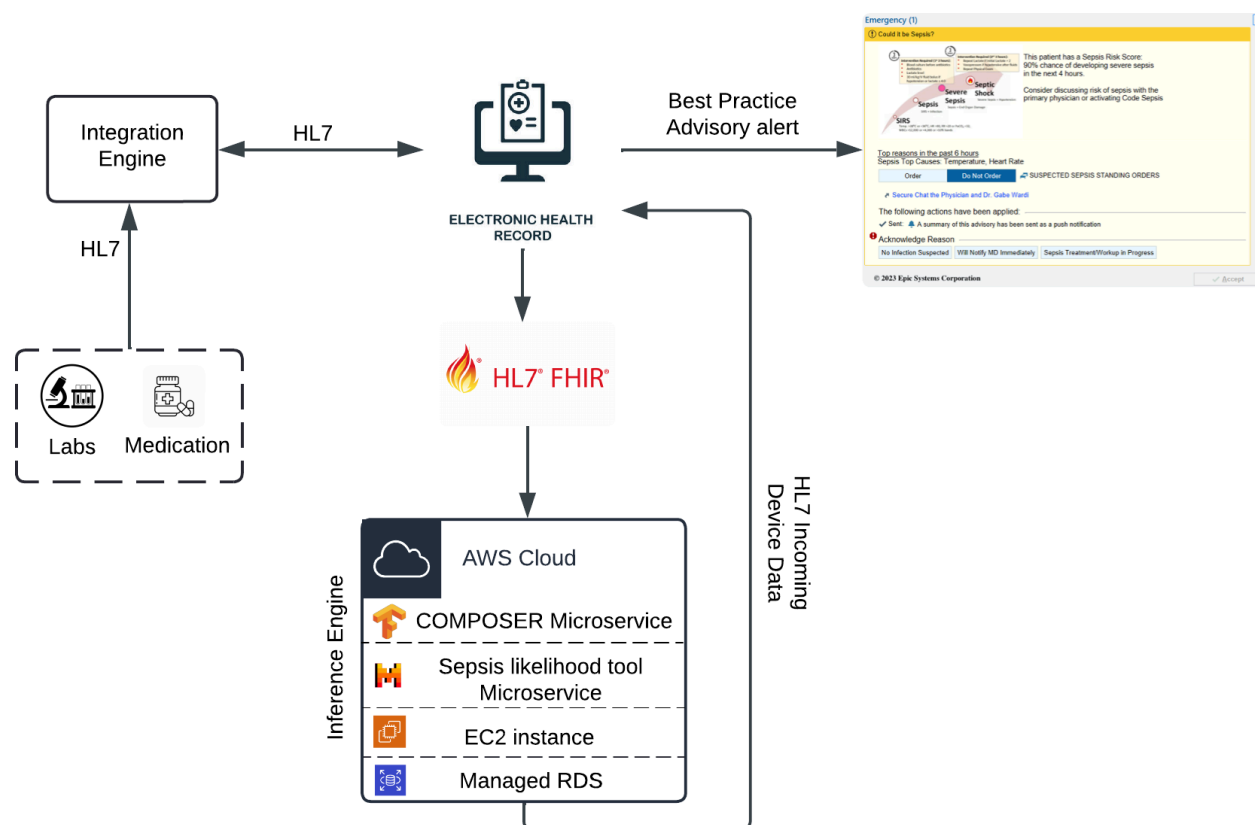 Integration
Engine
HL7
HL7
Labs
Medication
ELECTRONIC HEALTH
RECORD
Best Practice
Advisory alert
HL7® FHIR®
Inference Engine
AWS Cloud
COMPOSER Microservice
Sepsis likelihood tool
Microservice
EC2 instance
Managed RDS
HL7 Incoming
Device Data
Emergency (1)
Could it be Sepsis?
Septic
Shock
Severe
Sepsis
Sepsis
SIRS
This patient has a Sepsis Risk Score:
90% chance of developing severe sepsis
in the next 4 hours.
Consider discussing risk of sepsis with the
primary physician or activating Code Sepsis
Top reasons in the past 6 hours
Sepsis Top Causes: Temperature, Heart Rate
Order
Do Not Order
SUSPECTED SEPSIS STANDING ORDERS
Secure Chat the Physician and Dr. Gabe Wardi
The following actions have been applied:
Sent:
A summary of this advisory has been sent as a push notification
Acknowledge Reason
No Infection Suspected
Will Notify MD Immediately
Sepsis Treatment/Workup in Progress
© 2023 Epic Systems Corporation
Accept